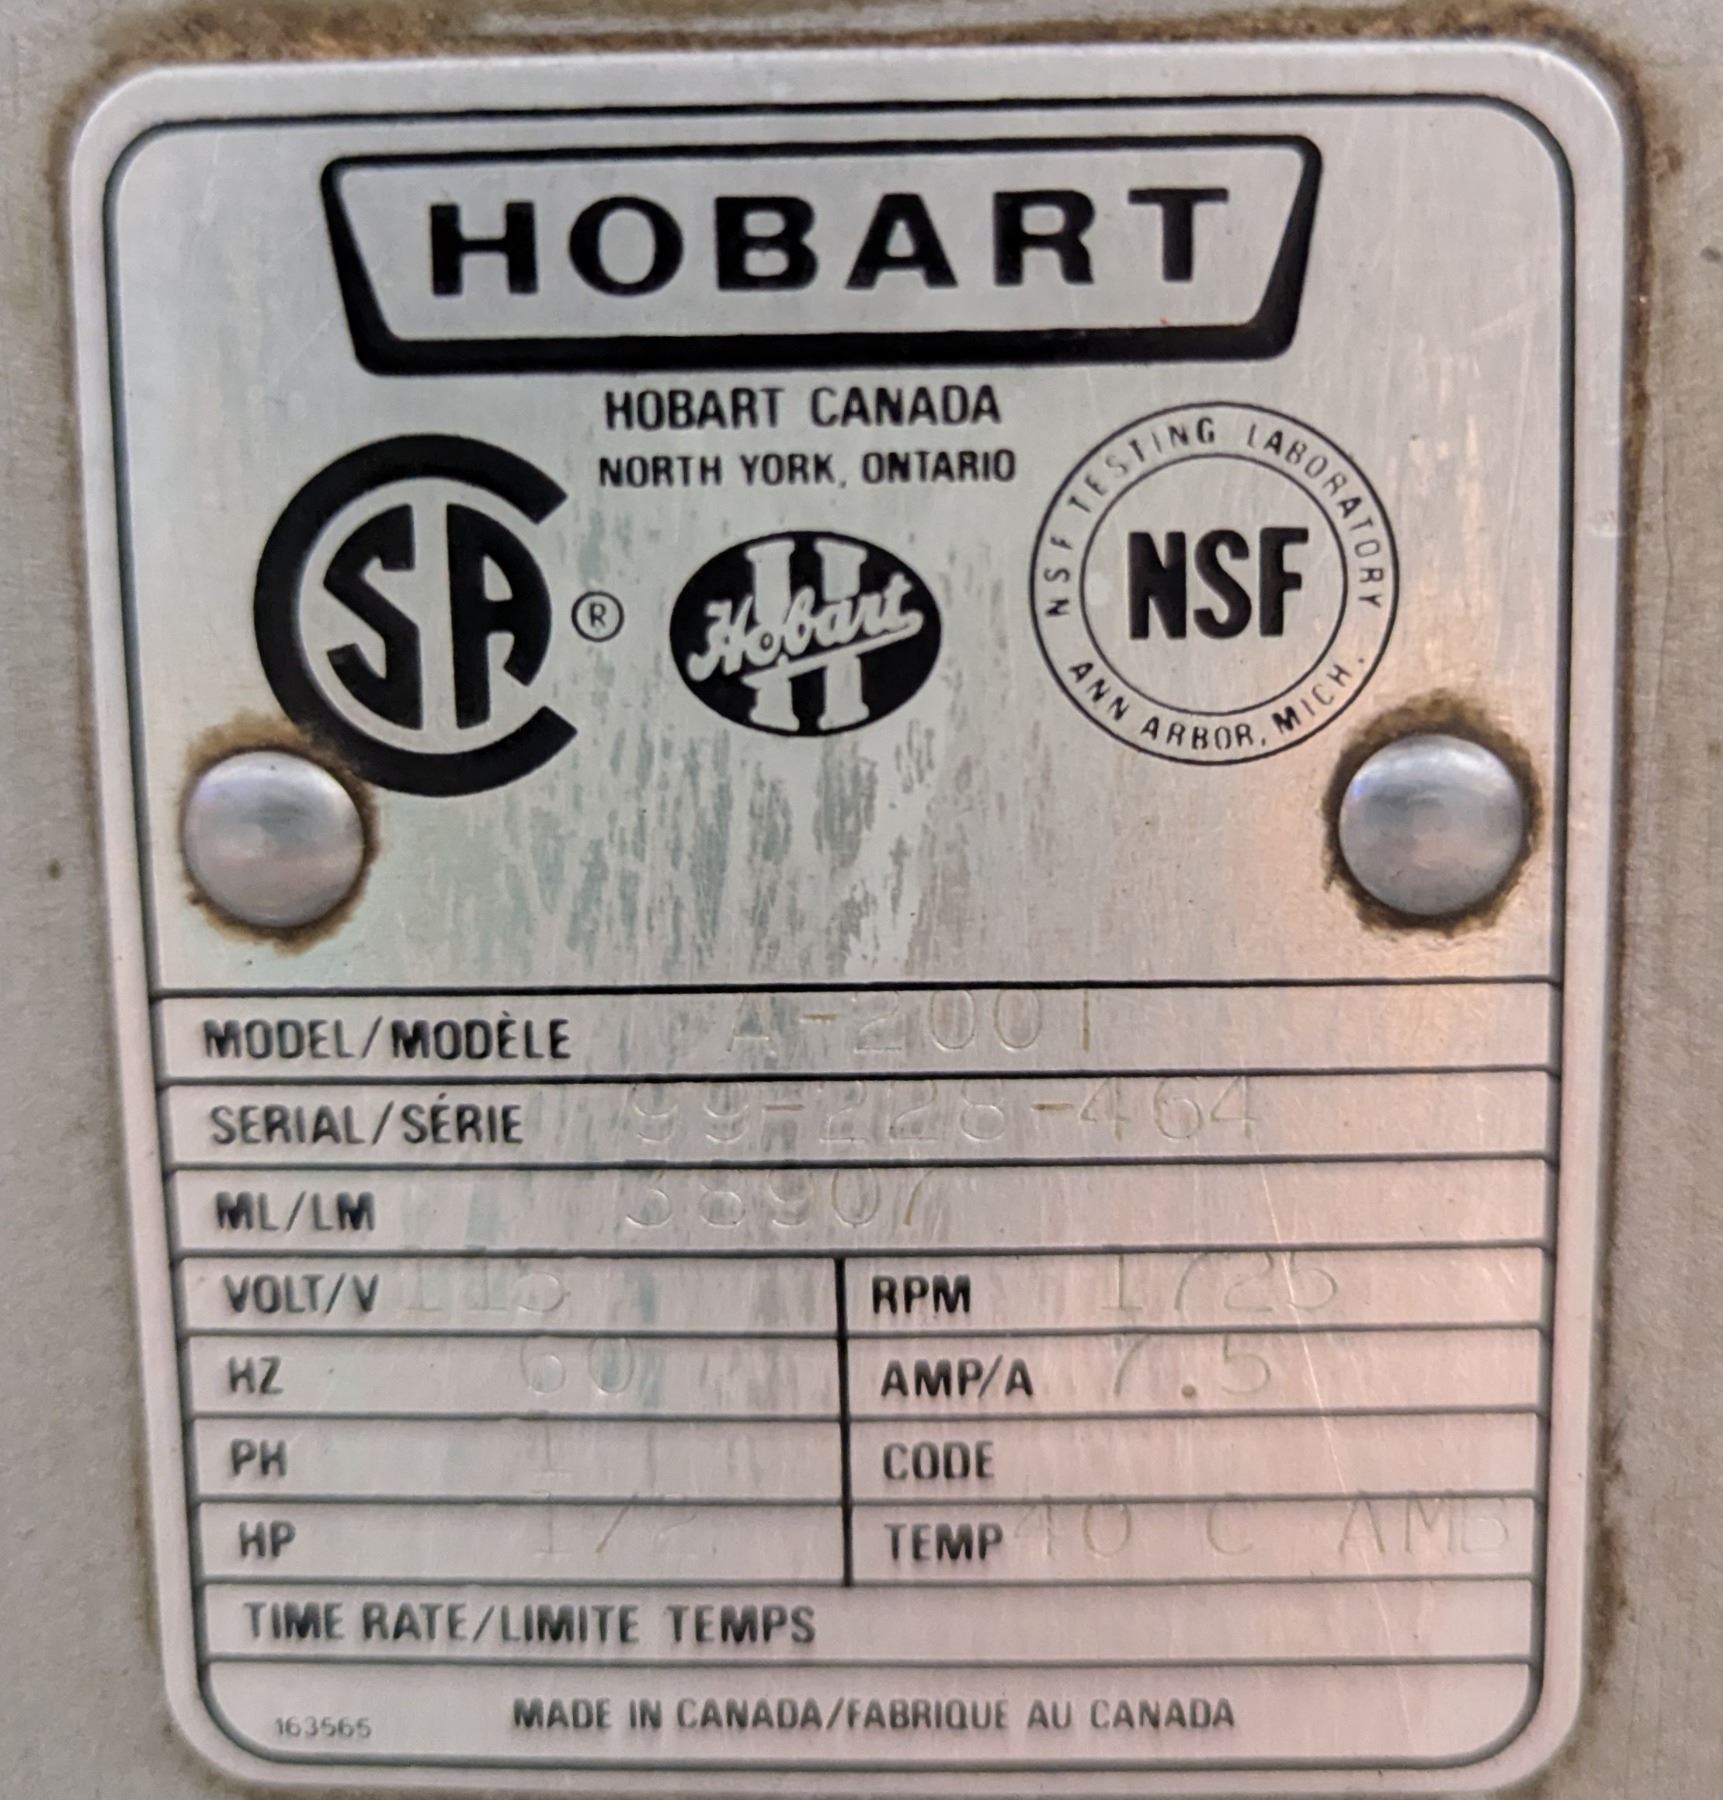 HOBART
HOBART CANADA
NORTH YORK, ONTARIO
CSA ®
Hobart
NSF TESTING LABORATORY
NSF
ANN ARBOR, MICH.
MODEL/MODÈLE A-200T
SERIAL/SÉRIE 99-228-464
ML/LM 38907
VOLT/V 115 RPM 1725
HZ 60 AMP/A 7.5
PH 1 CODE
HP 1/2 TEMP 40 C AMB
TIME RATE/LIMITE TEMPS
163565 MADE IN CANADA/FABRIQUÉ AU CANADA